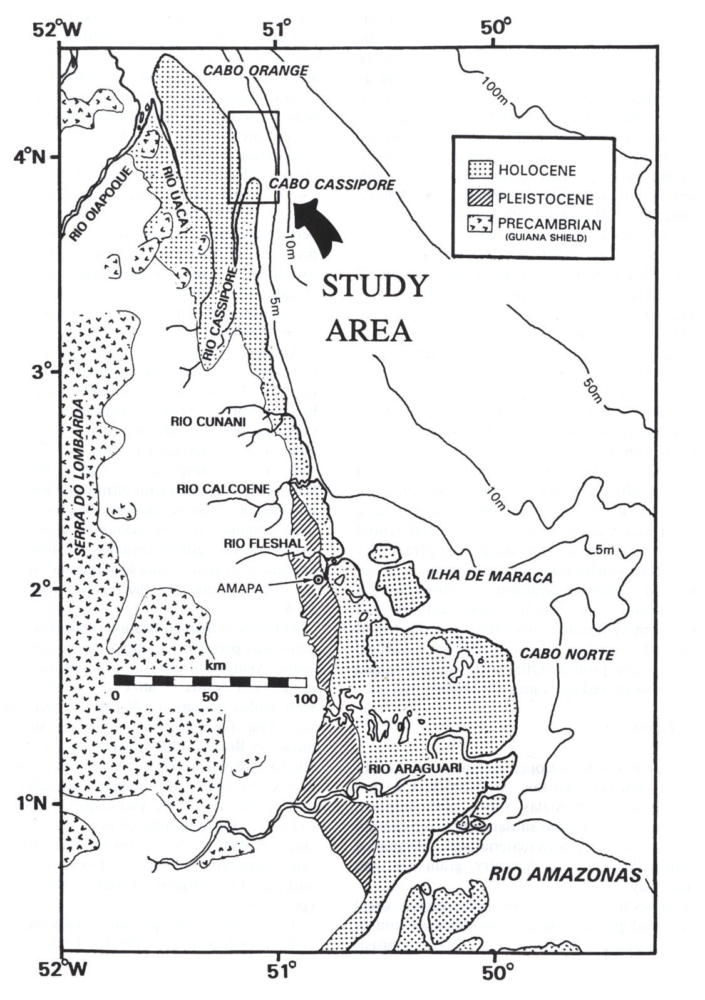 52°W
51°
50°
CABO ORANGE
100m
4°N
HOLOCENE
PLEISTOCENE
PRECAMBRIAN
(GUIANA SHIELD)
RIO OIAPOQUE
RIO UACA
CABO CASSIPORE
10m
STUDY
AREA
RIO CASSIPORE
5m
3°
50m
RIO CUNANI
SERRA DO LOMBARDA
RIO CALCOENE
10m
RIO FLESHAL
5m
ILHA DE MARACA
AMAPA
2°
CABO NORTE
km
0 50 100
RIO ARAGUARI
1°N
RIO AMAZONAS
52°W
51°
50°